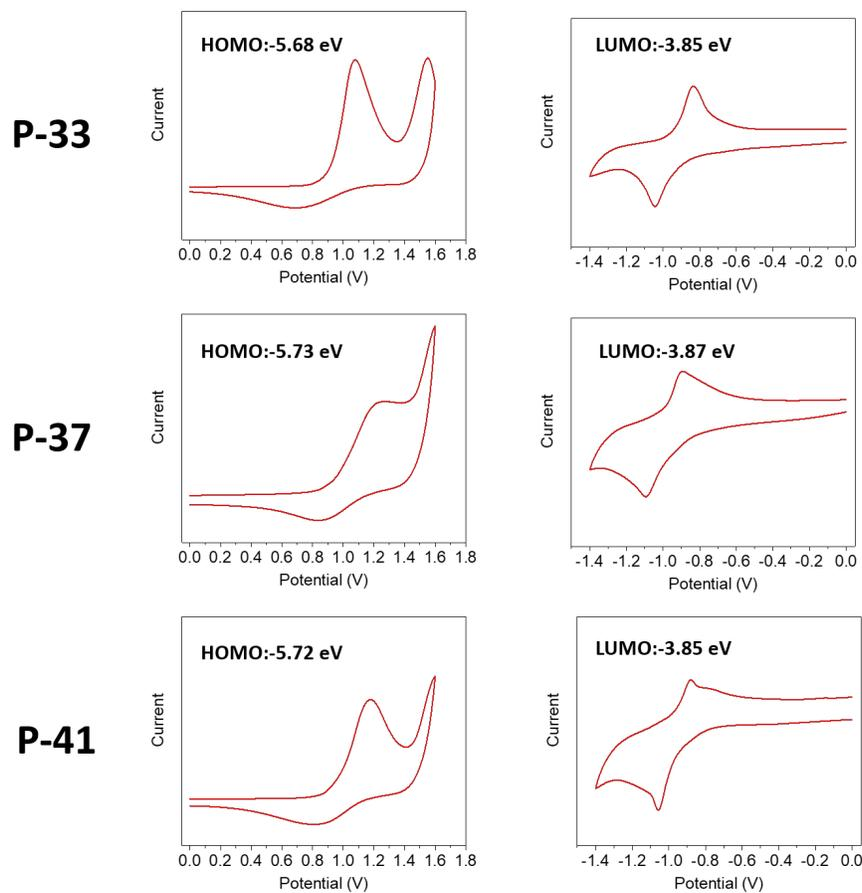 HOMO:-5.68 eV
LUMO:-3.85 eV
P-33
Current
Current
0.0 0.2 0.4 0.6 0.8 1.0 1.2 1.4 1.6 1.8
-1.4 -1.2 -1.0 -0.8 -0.6 -0.4 -0.2 0.0
Potential (V)
Potential (V)
HOMO:-5.73 eV
LUMO:-3.87 eV
P-37
Current
Current
0.0 0.2 0.4 0.6 0.8 1.0 1.2 1.4 1.6 1.8
-1.4 -1.2 -1.0 -0.8 -0.6 -0.4 -0.2 0.0
Potential (V)
Potential (V)
HOMO:-5.72 eV
LUMO:-3.85 eV
P-41
Current
Current
0.0 0.2 0.4 0.6 0.8 1.0 1.2 1.4 1.6 1.8
-1.4 -1.2 -1.0 -0.8 -0.6 -0.4 -0.2 0.0
Potential (V)
Potential (V)